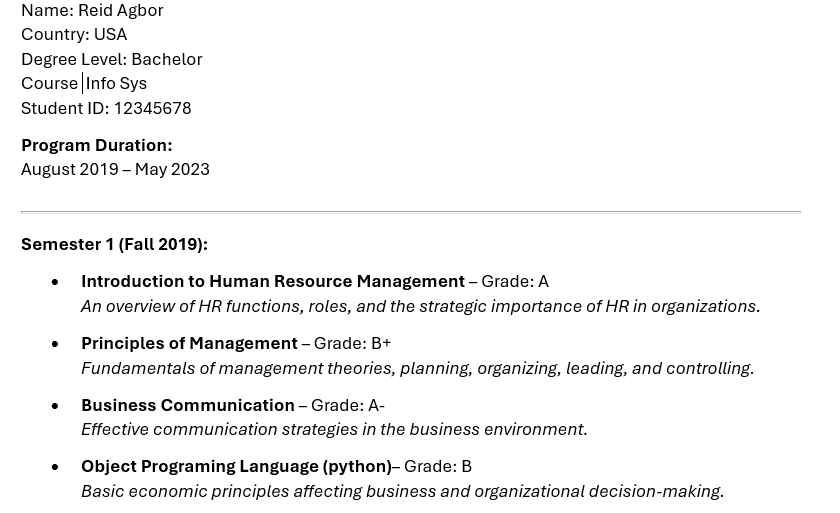 Name: Reid Agbor
Country: USA
Degree Level: Bachelor
Course Info Sys
Student ID: 12345678
Program Duration:
August 2019 – May 2023
Semester 1 (Fall 2019):
• Introduction to Human Resource Management – Grade: A
An overview of HR functions, roles, and the strategic importance of HR in organizations.
• Principles of Management – Grade: B+
Fundamentals of management theories, planning, organizing, leading, and controlling.
• Business Communication – Grade: A-
Effective communication strategies in the business environment.
• Object Programing Language (python)– Grade: B
Basic economic principles affecting business and organizational decision-making.